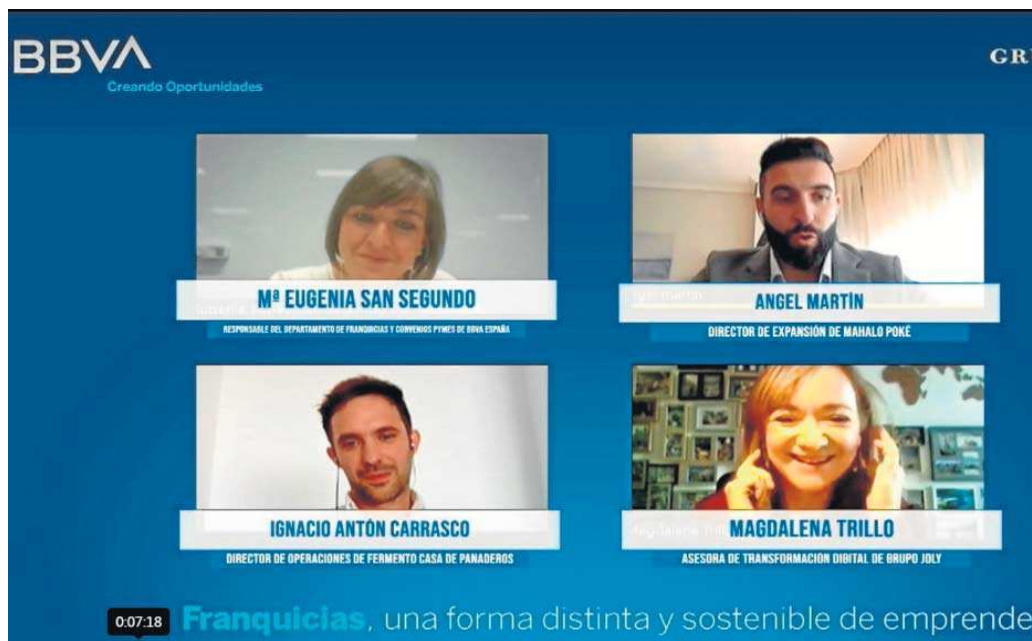 BBVA
Creando Oportunidades
GR
Mª EUGENIA SAN SEGUNDO
RESPONSABLE DEL DEPARTAMENTO DE FRANQUICIAS Y CONVENIOS PYMES DE BBVA ESPAÑA
ANGEL MARTÍN
DIRECTOR DE EXPANSIÓN DE MAHALO POKÉ
IGNACIO ANTÓN CARRASCO
DIRECTOR DE OPERACIONES DE FERMENTO CASA DE PANADEROS
MAGDALENA TRILLO
ASESORA DE TRANSFORMACIÓN DIGITAL DE GRUPO JOLY
0:07:18
Franquicias, una forma distinta y sostenible de emprende